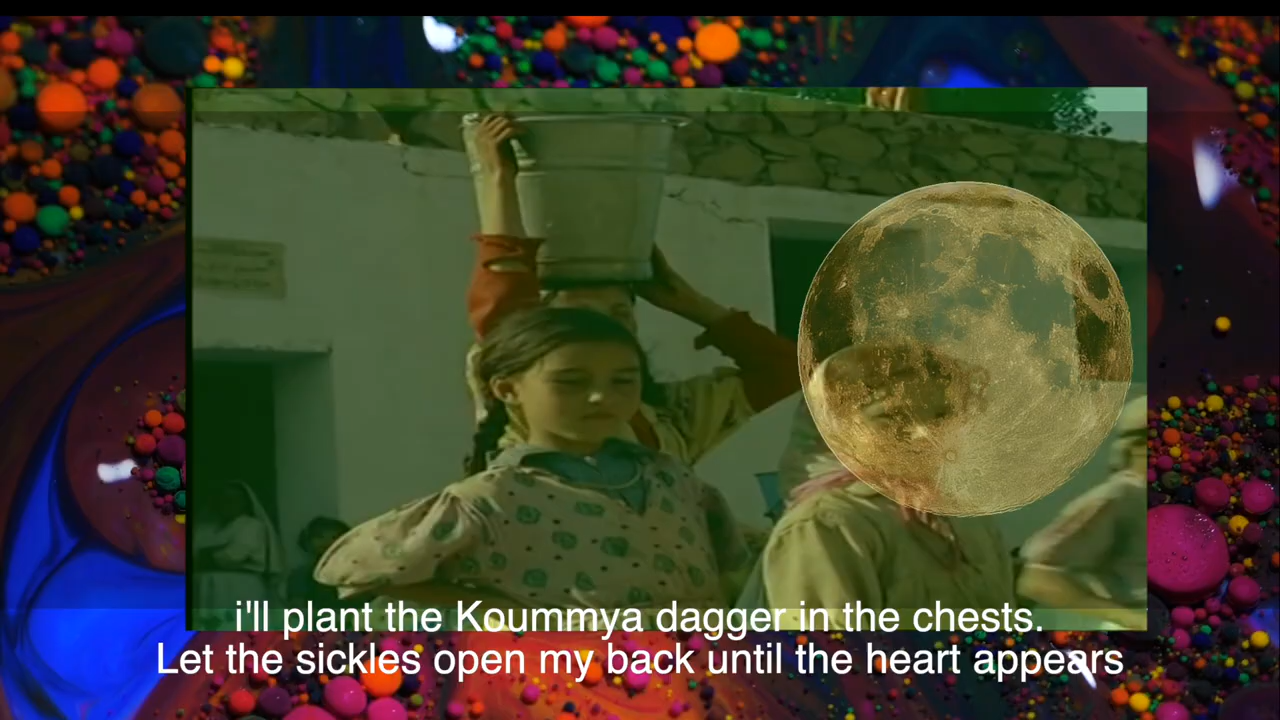 i'll plant the Koummya dagger in the chests.
Let the sickles open my back until the heart appears